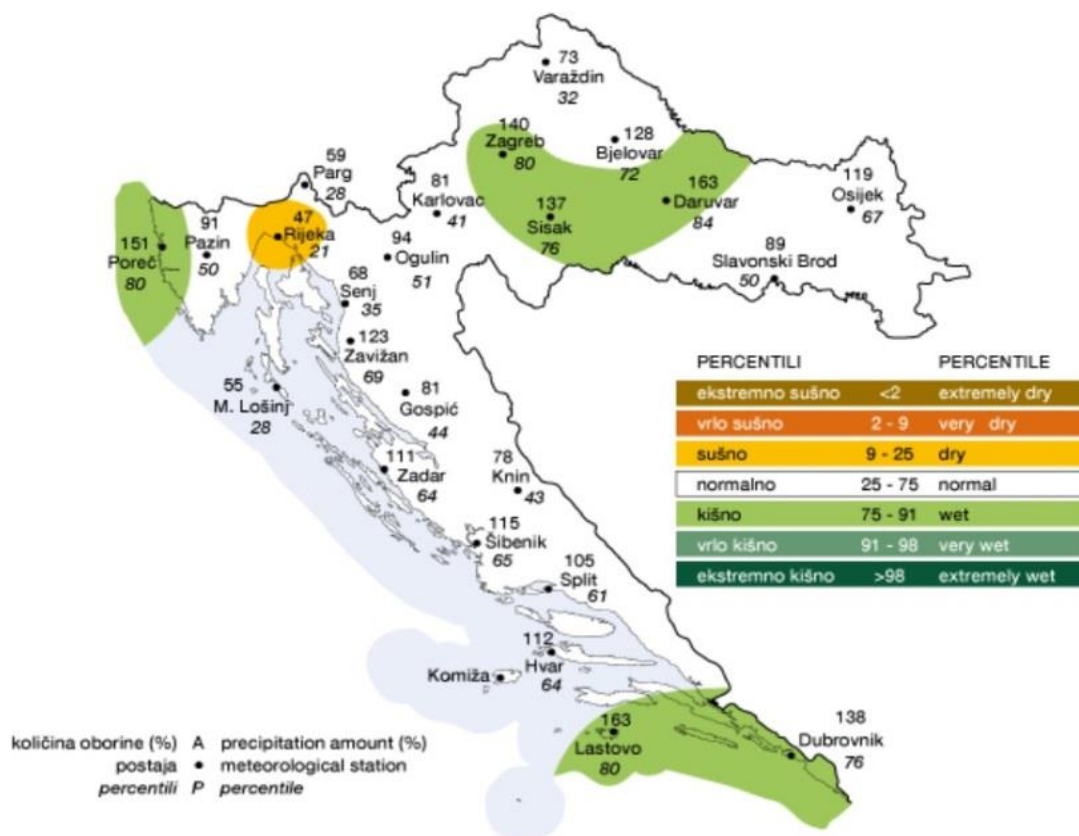 73
Varaždin
32
140
Zagreb
80
128
Bjelovar
72
59
Parg
28
81
Karlovac
41
137
Sisak
76
163
Daruvar
84
119
Osijek
67
151
Poreč
80
91
Pazin
50
47
Rijeka
21
94
Ogulin
51
89
Slavonski Brod
50
68
Senj
35
123
Zavižan
69
55
M. Lošinj
28
81
Gospić
44
111
Zadar
64
78
Knin
43
115
Šibenik
65
105
Split
61
112
Hvar
64
Komiža
163
Lastovo
80
138
Dubrovnik
76
PERCENTILI PERCENTILE
ekstremno sušno <2 extremely dry
vrlo sušno 2 - 9 very dry
sušno 9 - 25 dry
normalno 25 - 75 normal
kišno 75 - 91 wet
vrlo kišno 91 - 98 very wet
ekstremno kišno >98 extremely wet
količina oborine (%) A precipitation amount (%)
postaja • meteorological station
percentili P percentile